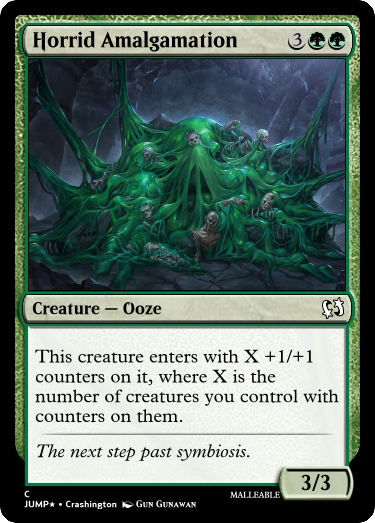 Horrid Amalgamation 3
Creature — Ooze
This creature enters with X +1/+1
counters on it, where X is the
number of creatures you control with
counters on them.
The next step past symbiosis.
3/3
C
JUMP★ • Crashington Gun Gunawan
MALLEABLE